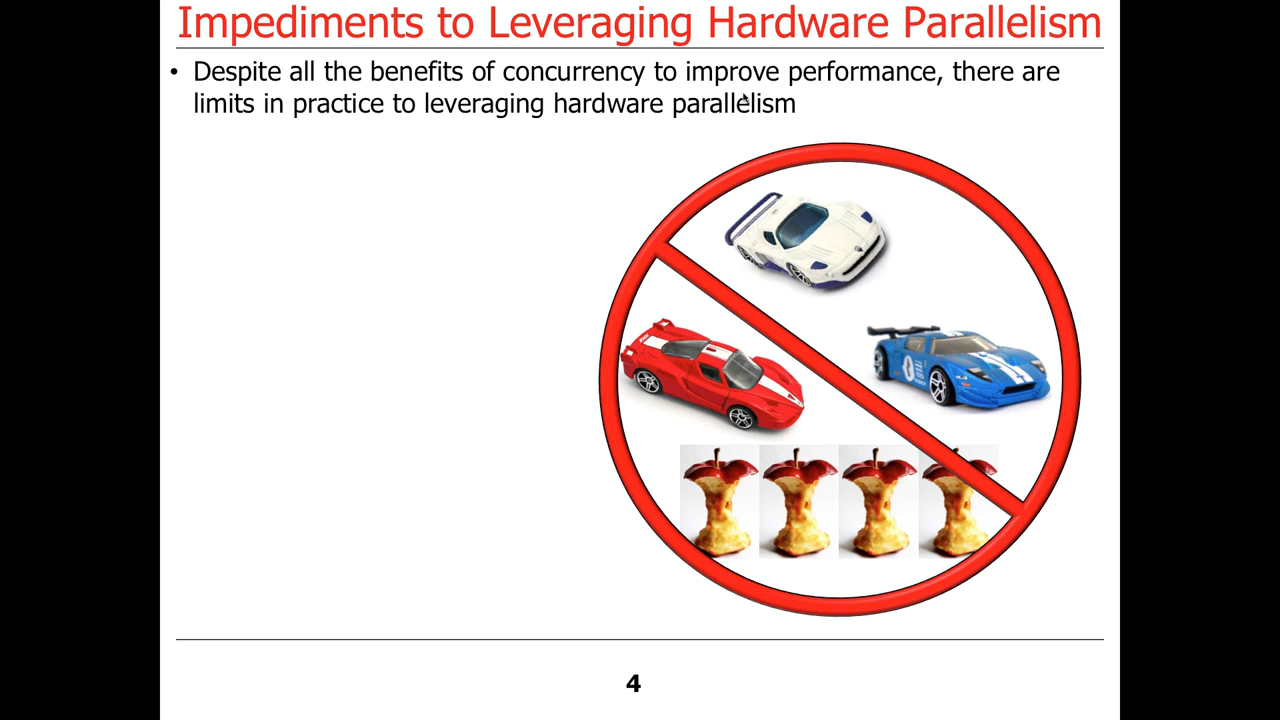 Impediments to Leveraging Hardware Parallelism
• Despite all the benefits of concurrency to improve performance, there are
limits in practice to leveraging hardware parallelism
4